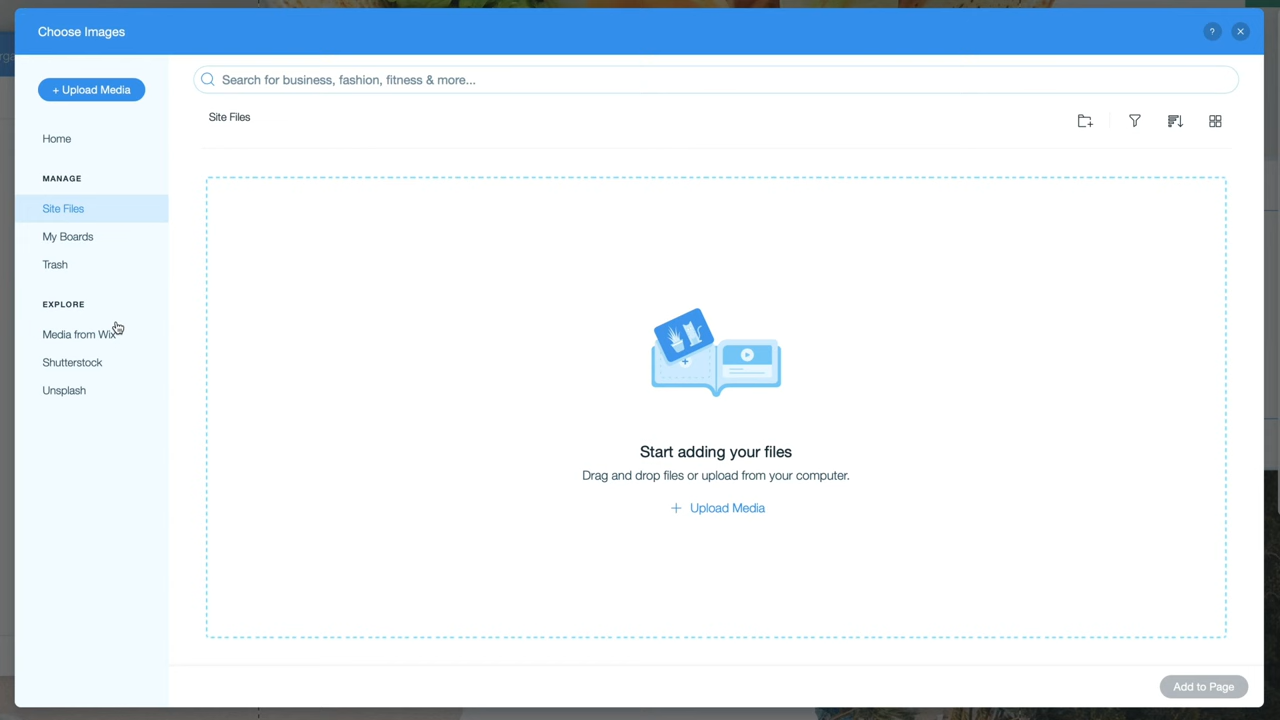 Choose Images
?
+ Upload Media
Search for business, fashion, fitness & more...
Site Files
Home
MANAGE
Site Files
My Boards
Trash
EXPLORE
Media from Wix
Shutterstock
Unsplash
Start adding your files
Drag and drop files or upload from your computer.
+ Upload Media
Add to Page